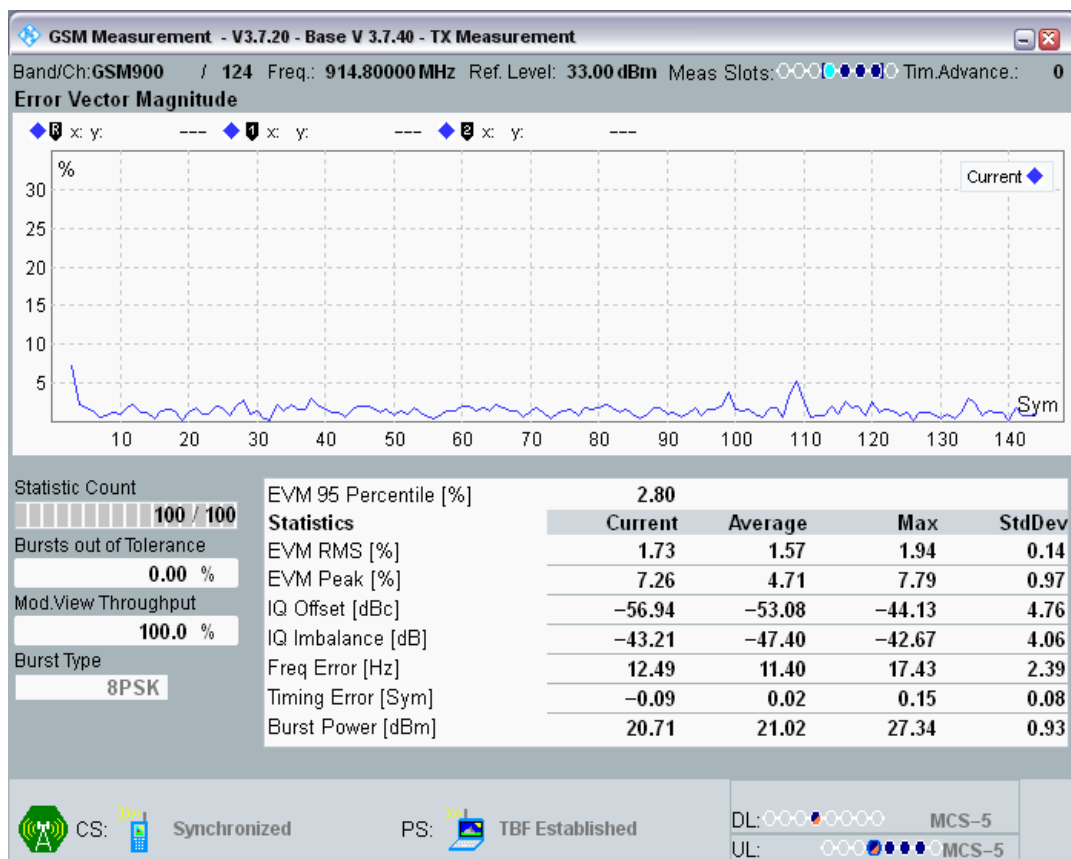 GSM Measurement - V3.7.20 - Base V 3.7.40 - TX Measurement
Band/Ch:GSM900 / 124 Freq.: 914.80000 MHz Ref. Level: 33.00 dBm Meas Slots: Tim.Advance.: 0
Error Vector Magnitude
R x: y: --- 1 x: y: --- 2 x: y: ---
%
Current
30
25
20
15
10
5
Sym
10 20 30 40 50 60 70 80 90 100 110 120 130 140
Statistic Count
100 / 100
Bursts out of Tolerance
0.00 %
Mod.View Throughput
100.0 %
Burst Type
8PSK
EVM 95 Percentile [%] 2.80
Statistics Current Average Max StdDev
EVM RMS [%] 1.73 1.57 1.94 0.14
EVM Peak [%] 7.26 4.71 7.79 0.97
IQ Offset [dBc] −56.94 −53.08 −44.13 4.76
IQ Imbalance [dB] −43.21 −47.40 −42.67 4.06
Freq Error [Hz] 12.49 11.40 17.43 2.39
Timing Error [Sym] −0.09 0.02 0.15 0.08
Burst Power [dBm] 20.71 21.02 27.34 0.93
CS: Synchronized PS: TBF Established
DL: MCS−5
UL: MCS−5